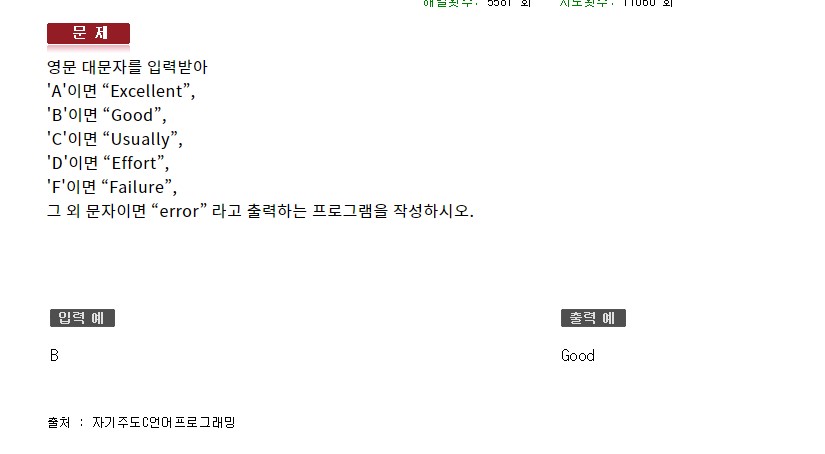 해결횟수: 5581 회 시도횟수: 11060 회
문 제
영문 대문자를 입력받아
'A'이면 “Excellent”,
'B'이면 “Good”,
'C'이면 “Usually”,
'D'이면 “Effort”,
'F'이면 “Failure”,
그 외 문자이면 “error” 라고 출력하는 프로그램을 작성하시오.
입력 예
출력 예
B
Good
출처 : 자기주도C언어프로그래밍